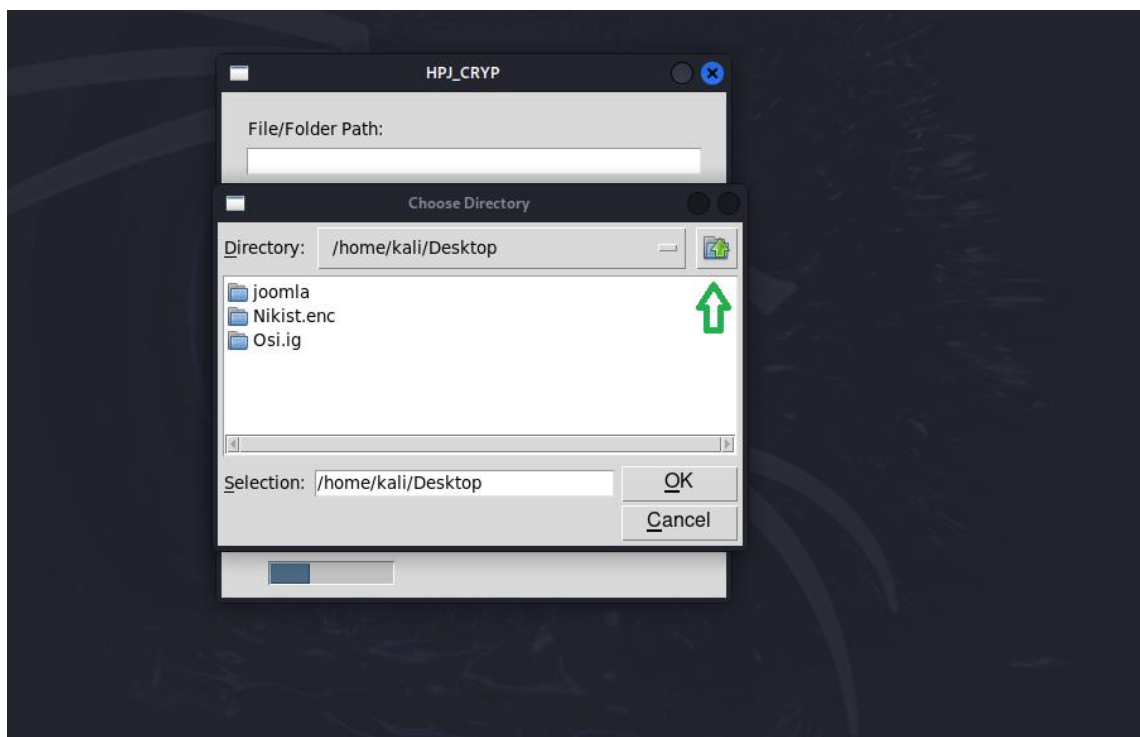 HPJ_CRYP
File/Folder Path:
Choose Directory
Directory: /home/kali/Desktop
joomla
Nikist.enc
Osi.ig
Selection: /home/kali/Desktop
OK
Cancel